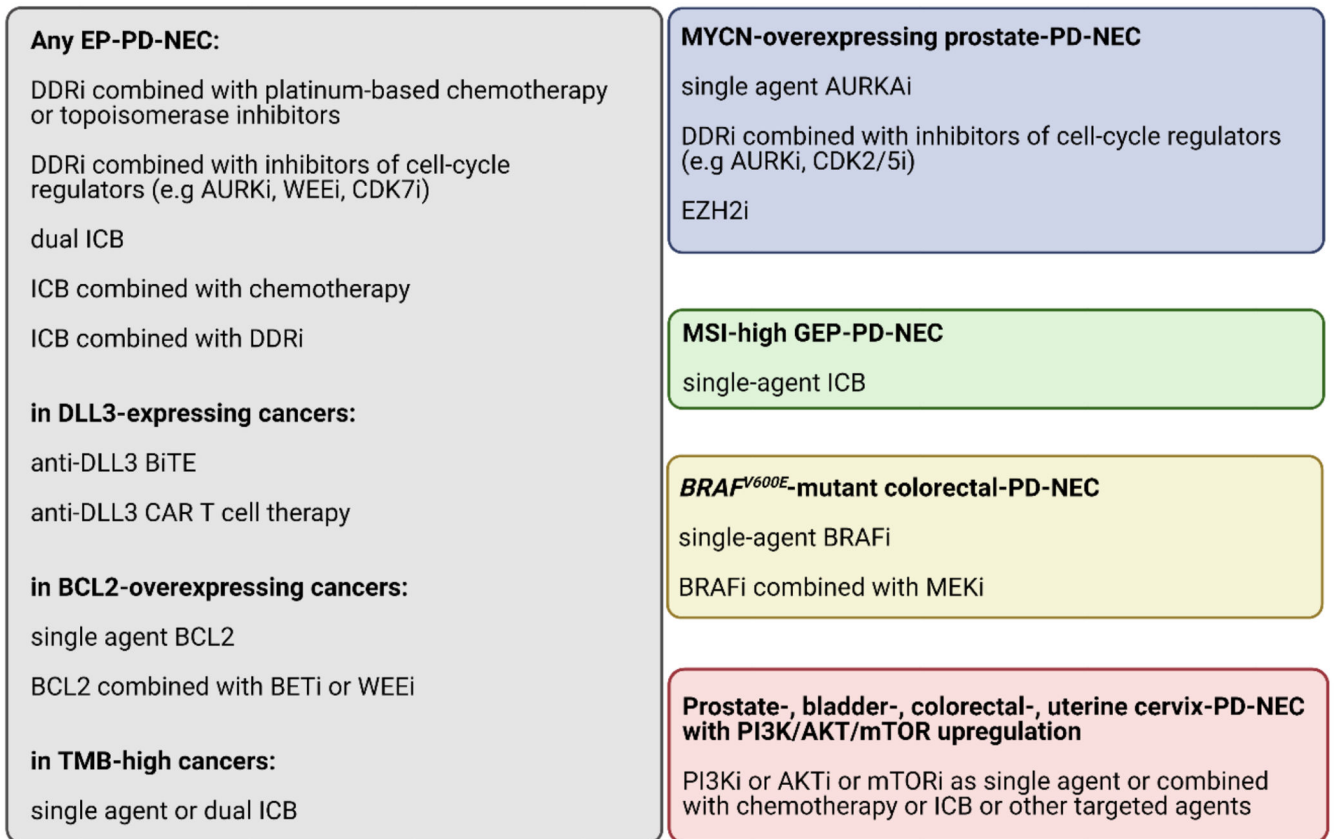 Any EP-PD-NEC:
DDRi combined with platinum-based chemotherapy
or topoisomerase inhibitors
DDRi combined with inhibitors of cell-cycle
regulators (e.g AURKi, WEEi, CDK7i)
dual ICB
ICB combined with chemotherapy
ICB combined with DDRi
in DLL3-expressing cancers:
anti-DLL3 BiTE
anti-DLL3 CAR T cell therapy
in BCL2-overexpressing cancers:
single agent BCL2
BCL2 combined with BETi or WEEi
in TMB-high cancers:
single agent or dual ICB
MYCN-overexpressing prostate-PD-NEC
single agent AURKAi
DDRi combined with inhibitors of cell-cycle regulators
(e.g AURKi, CDK2/5i)
EZH2i
MSI-high GEP-PD-NEC
single-agent ICB
BRAFV600E-mutant colorectal-PD-NEC
single-agent BRAFi
BRAFi combined with MEKi
Prostate-, bladder-, colorectal-, uterine cervix-PD-NEC
with PI3K/AKT/mTOR upregulation
PI3Ki or AKTi or mTORi as single agent or combined
with chemotherapy or ICB or other targeted agents